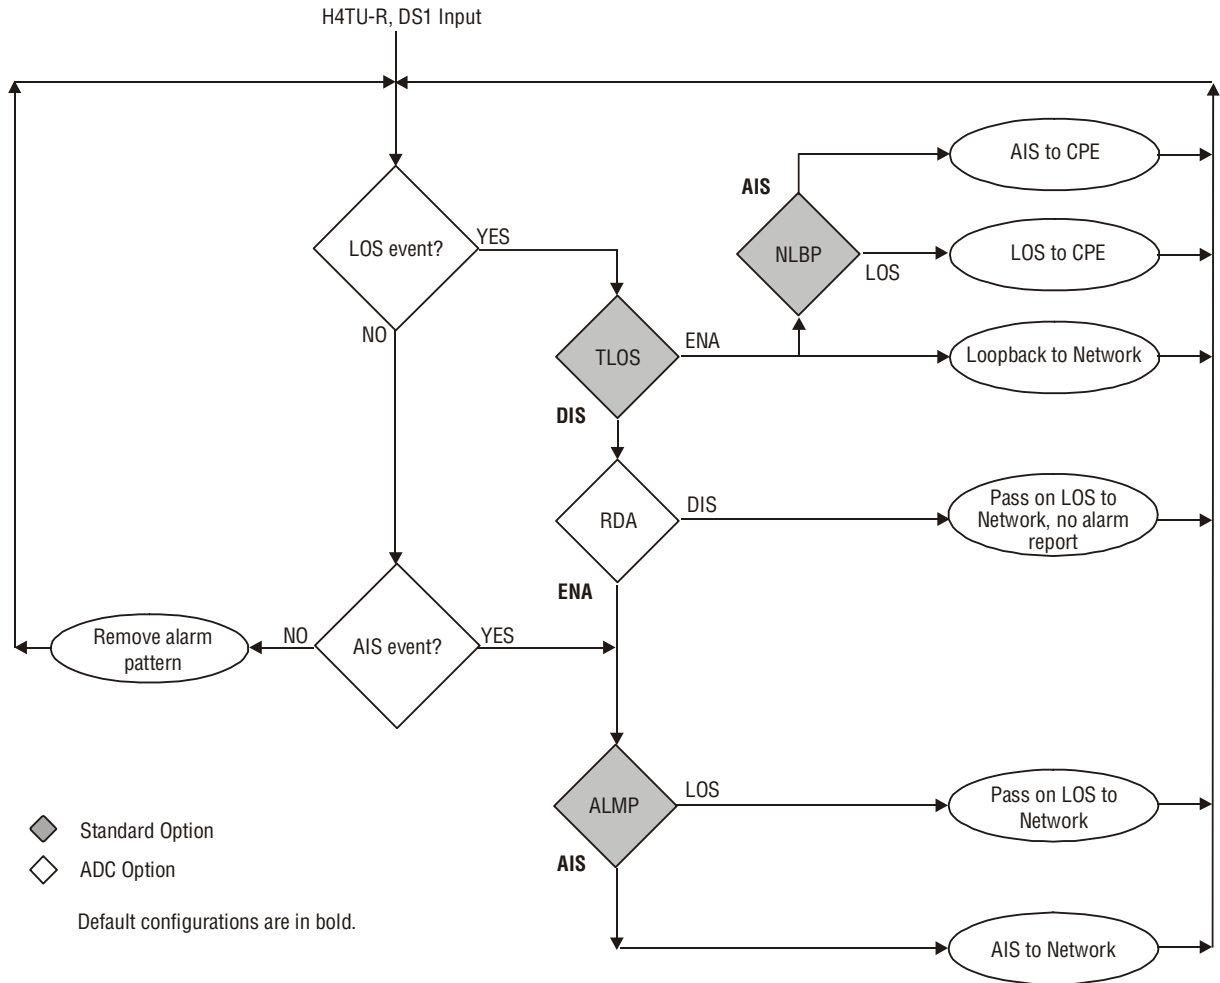 H4TU-R, DS1 Input
AIS to CPE
AIS
LOS event?
YES
NLBP
LOS
LOS to CPE
NO
TLOS
ENA
Loopback to Network
DIS
RDA
DIS
Pass on LOS to
Network, no alarm
report
ENA
Remove alarm
pattern
NO
AIS event?
YES
ALMP
LOS
Pass on LOS to
Network
Standard Option
AIS
ADC Option
Default configurations are in bold.
AIS to Network